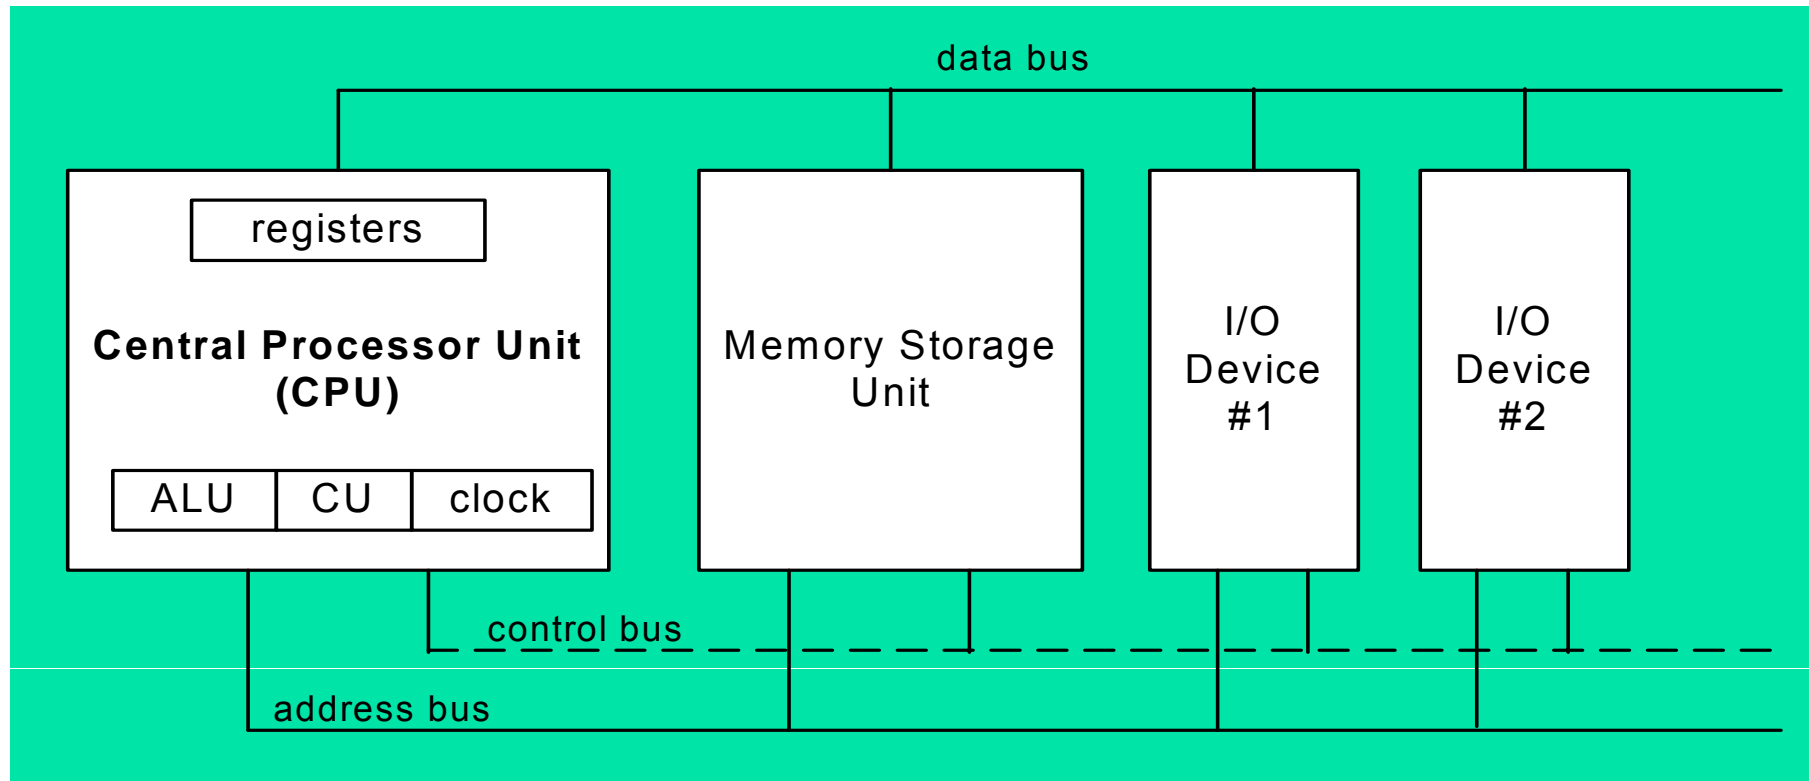 data bus
registers
Central Processor Unit
(CPU)
ALU
CU
clock
Memory Storage
Unit
I/O
Device
#1
I/O
Device
#2
control bus
address bus